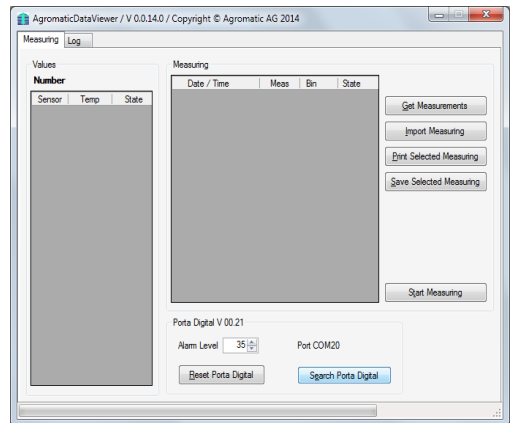 AgromaticDataViewer / V 0.0.14.0 / Copyright © Agromatic AG 2014
Measuring Log
Values
Number
Sensor Temp State
Measuring
Date / Time Meas Bin State
Get Measurements
Import Measuring
Print Selected Measuring
Save Selected Measuring
Start Measuring
Porta Digital V 00.21
Alarm Level 35 Port COM20
Reset Porta Digital Search Porta Digital